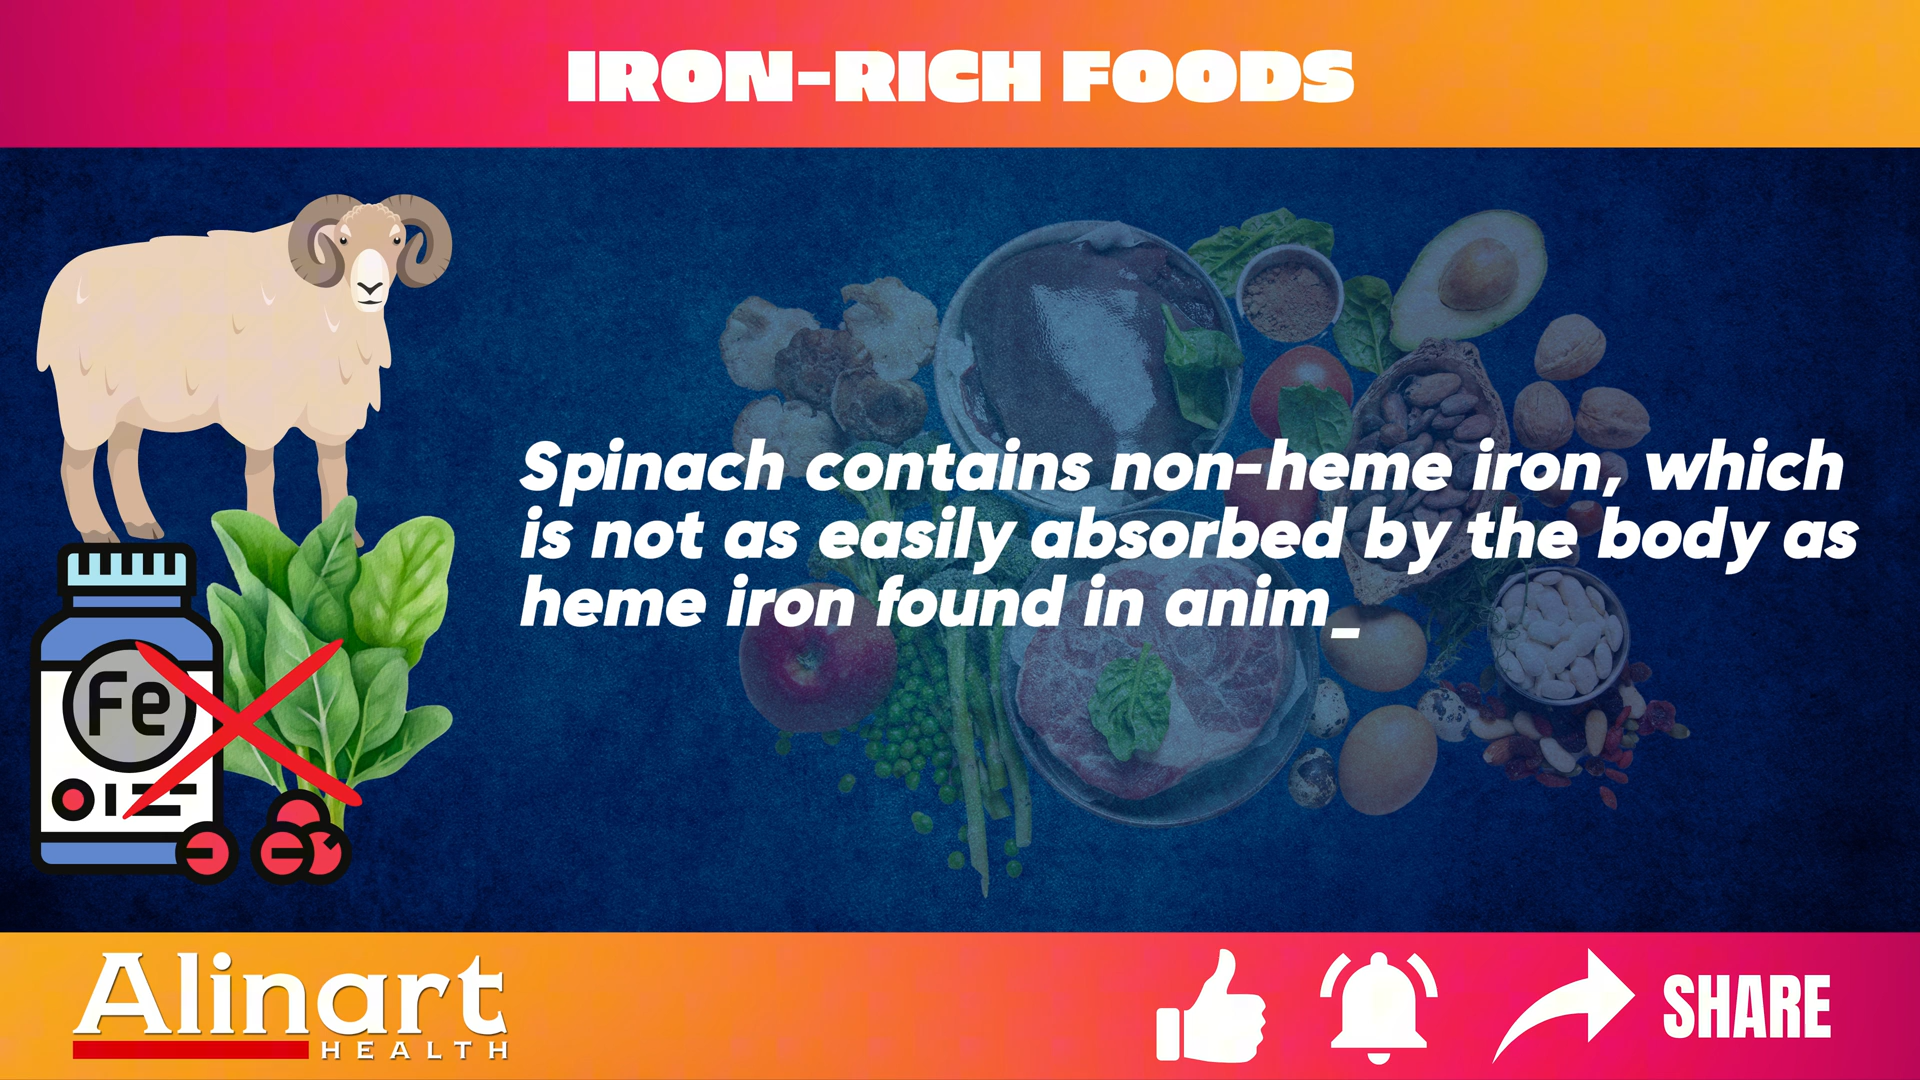 IRON-RICH FOODS
Spinach contains non-heme iron, which
is not as easily absorbed by the body as
heme iron found in anim_
Fe
Alinart
HEALTH
SHARE